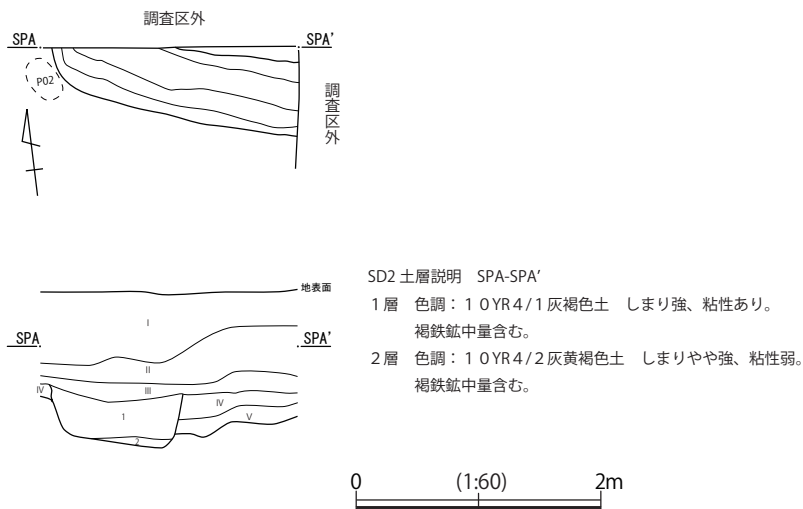 調査区外
SPA SPA’
P02
調査区外
地表面
I
SPA SPA’
II
IV III
IV
1 V
2
SD2 土層説明　SPA-SPA’
1層　色調：１０YR４/１灰褐色土　しまり強、粘性あり。
褐鉄鉱中量含む。
２層　色調：１０YR４/２灰黄褐色土　しまりやや強、粘性弱。
褐鉄鉱中量含む。
0 (1:60) 2m